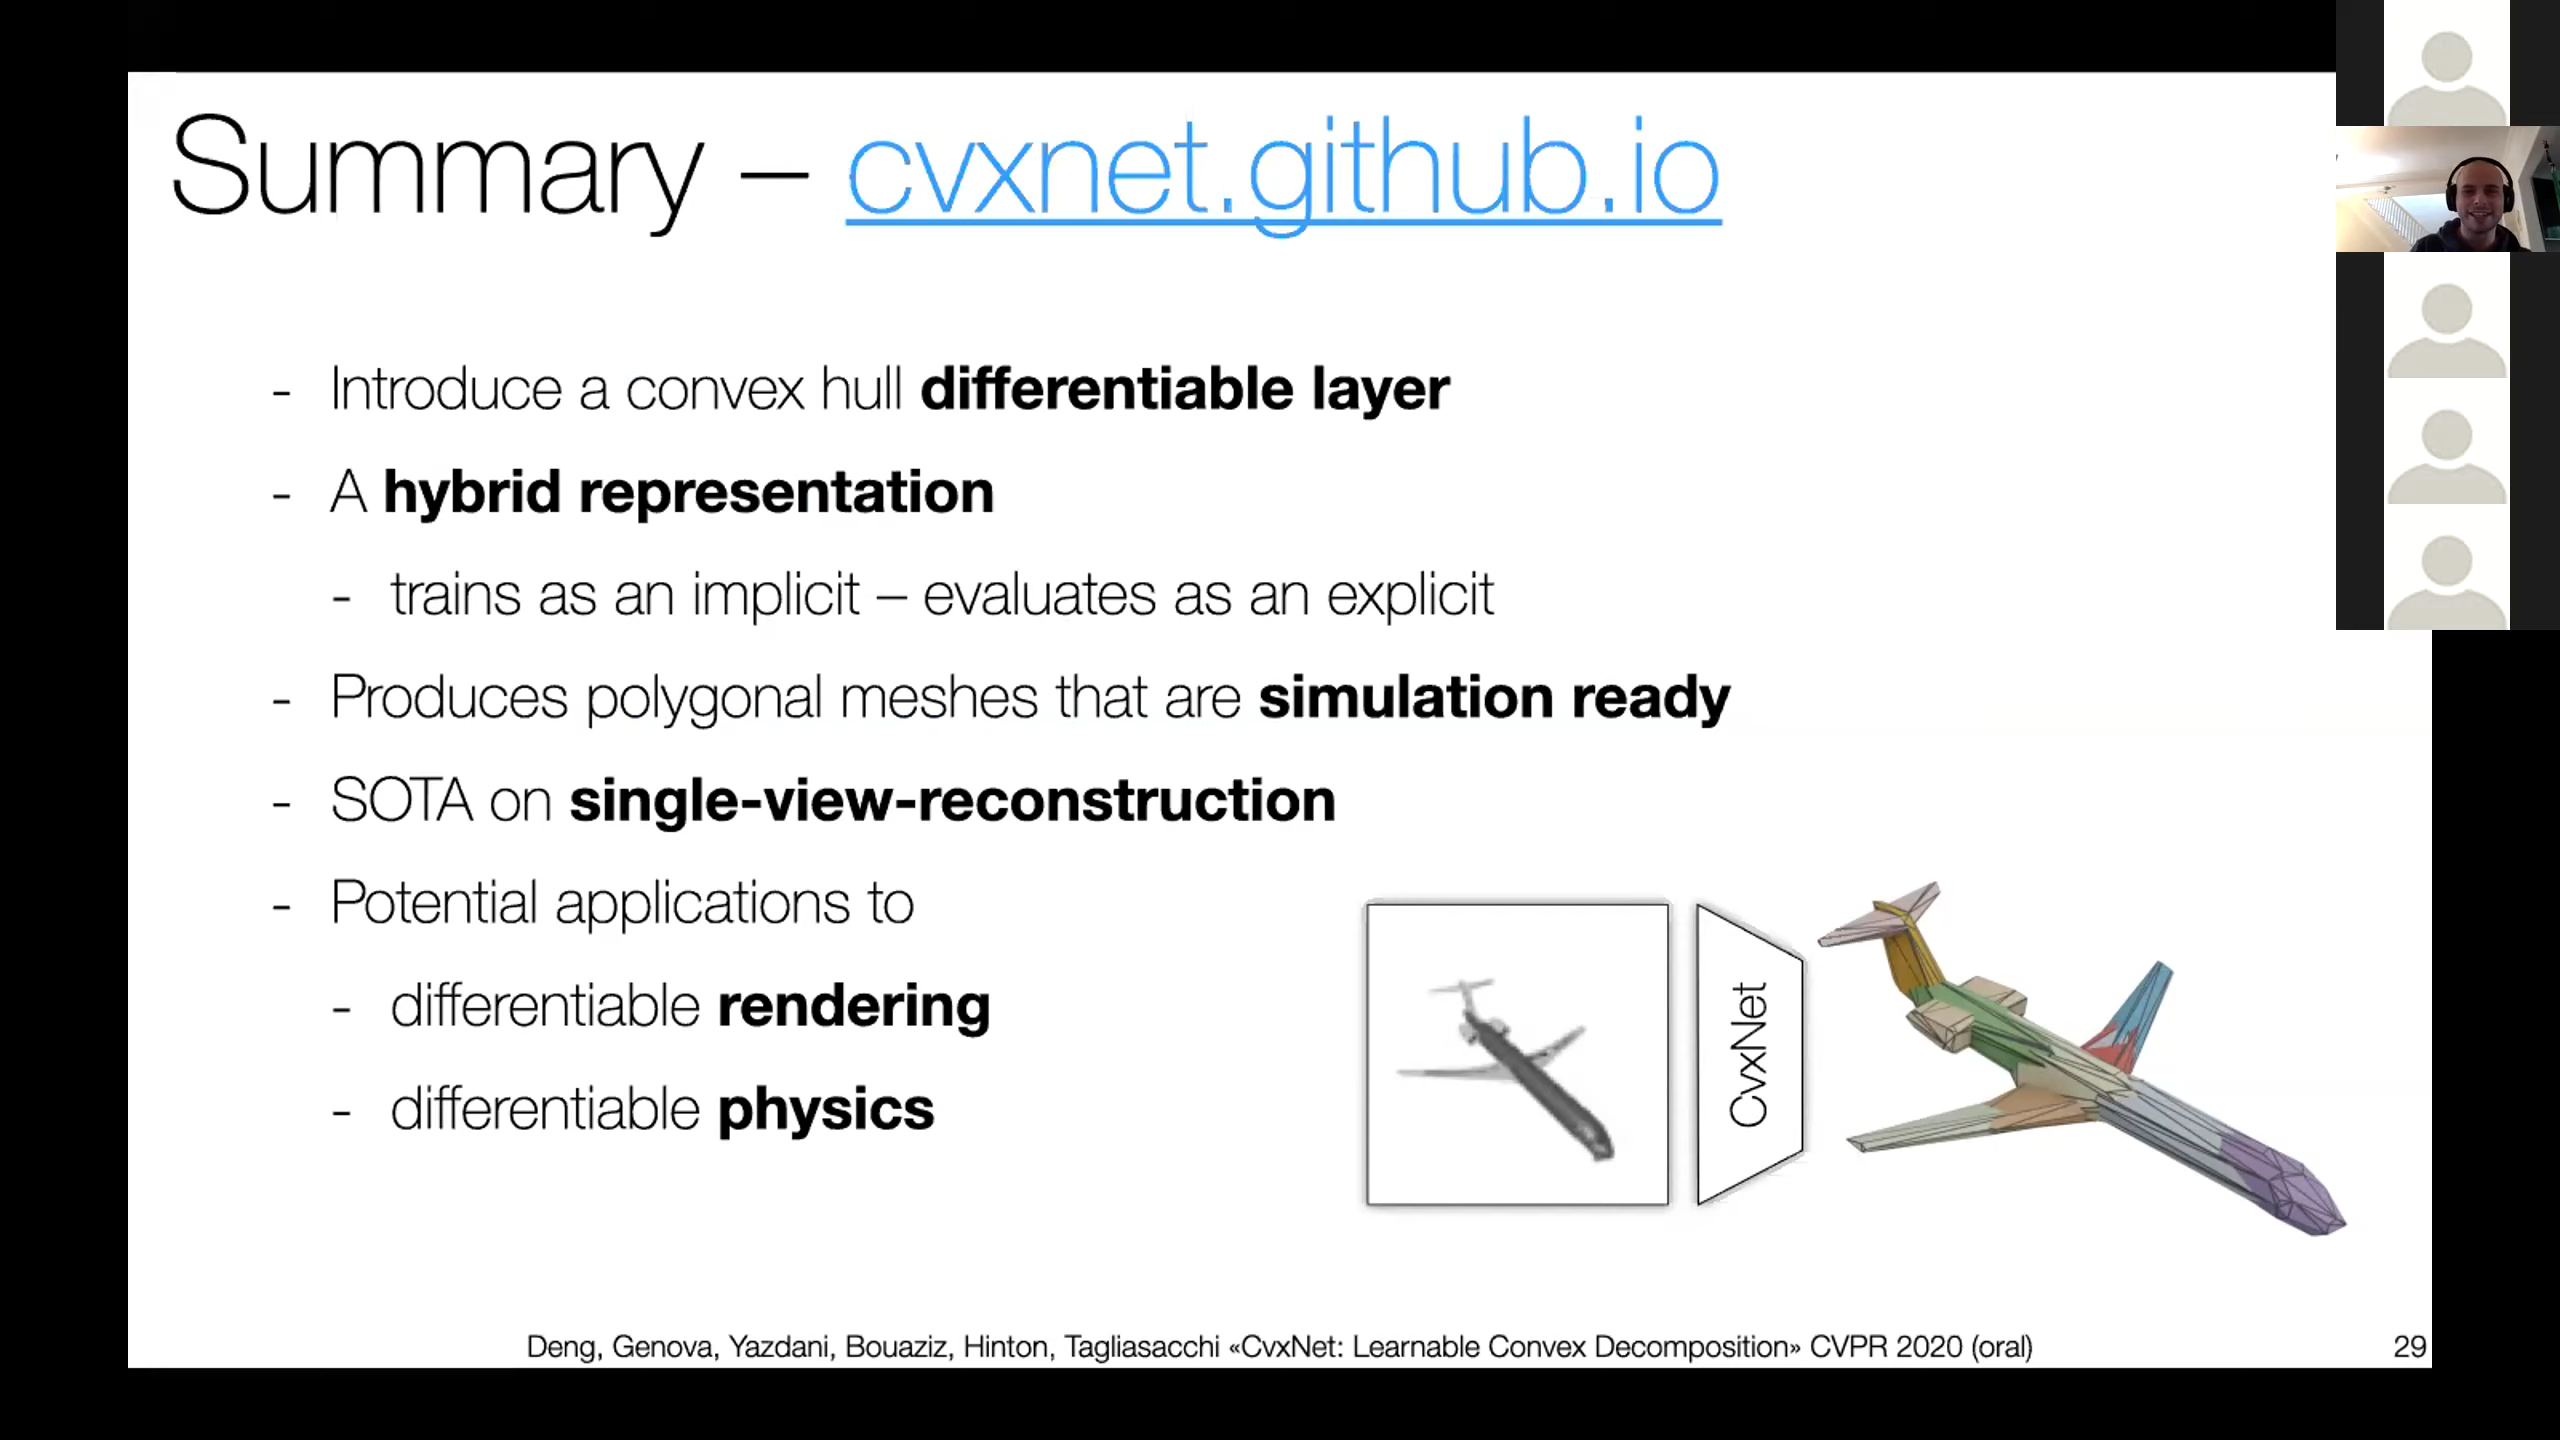 Summary – cvxnet.github.io
- Introduce a convex hull differentiable layer
- A hybrid representation
- trains as an implicit – evaluates as an explicit
- Produces polygonal meshes that are simulation ready
- SOTA on single-view-reconstruction
- Potential applications to
- differentiable rendering
- differentiable physics
CvxNet
Deng, Genova, Yazdani, Bouaziz, Hinton, Tagliasacchi «CvxNet: Learnable Convex Decomposition» CVPR 2020 (oral)
29